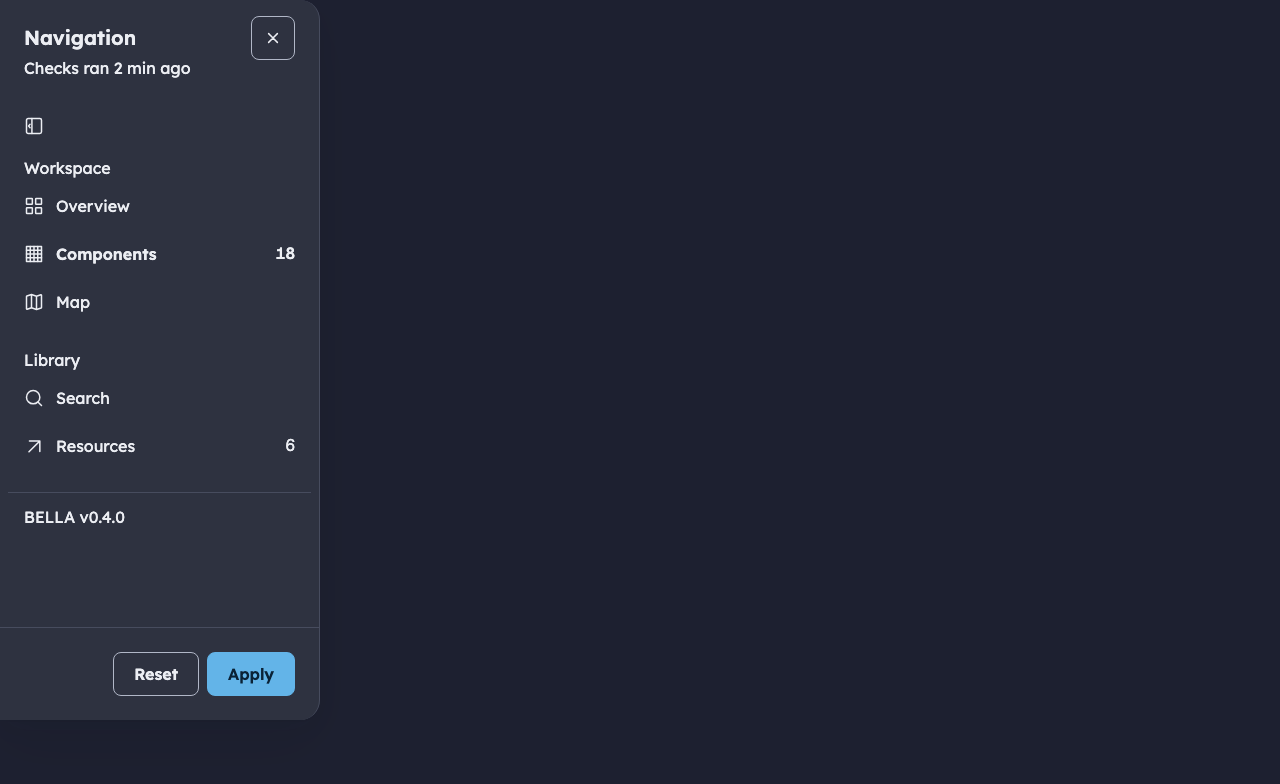 Navigation
Checks ran 2 min ago
Workspace
Overview
Components 18
Map
Library
Search
Resources 6
BELLA v0.4.0
Reset Apply